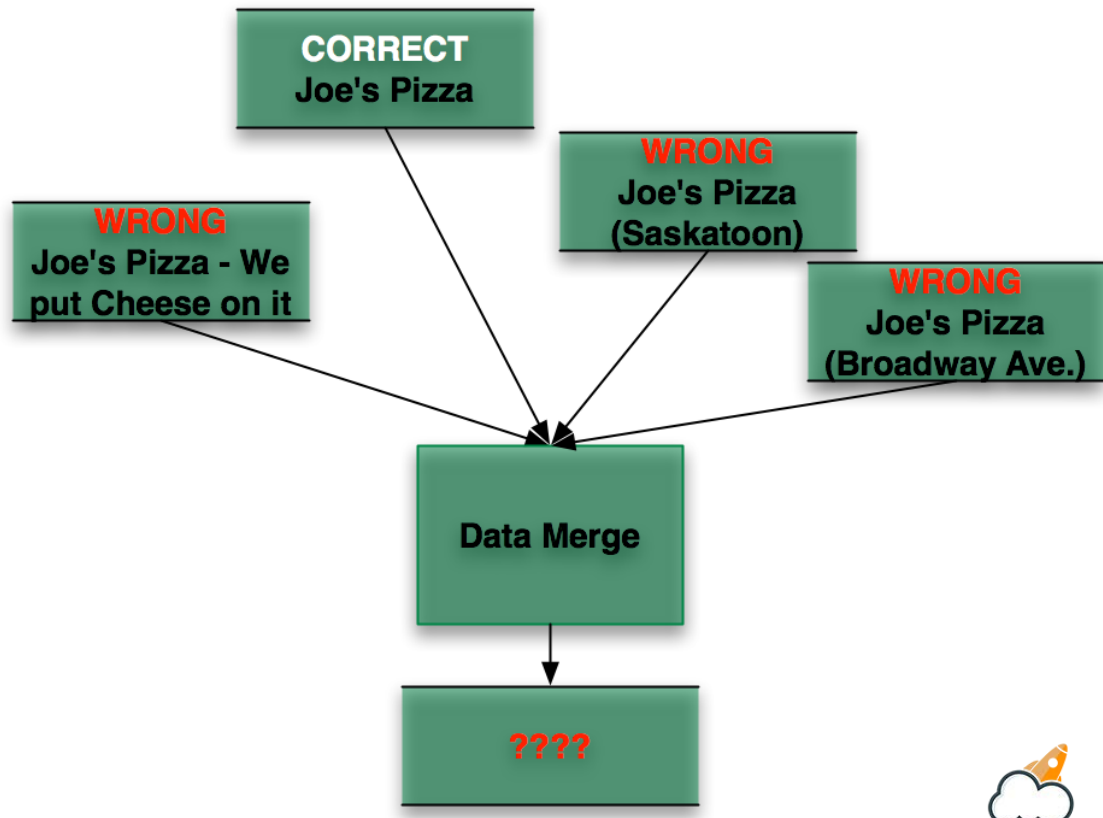 CORRECT
Joe's Pizza
WRONG
Joe's Pizza
(Saskatoon)
WRONG
Joe's Pizza - We
put Cheese on it
WRONG
Joe's Pizza
(Broadway Ave.)
Data Merge
????